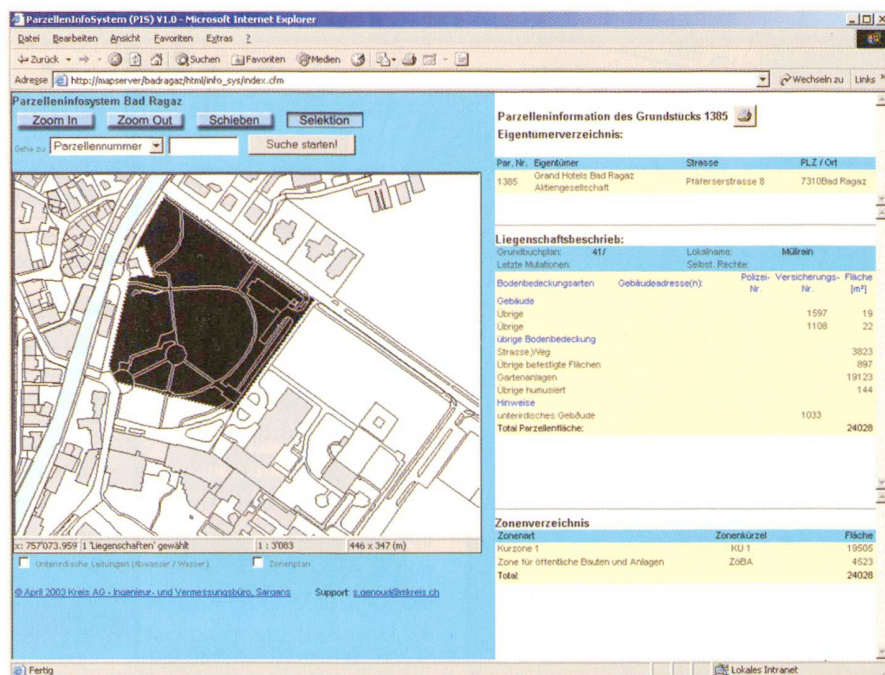 ParzellenInfoSystem (PIS) V1.0 - Microsoft Internet Explorer
Datei Bearbeiten Ansicht Favoriten Extras ?
Zurück Suchen Favoriten Medien
Adresse http://mapserver/badragaz/html/info_sys/index.cfm Wechseln zu Links
Parzelleninfosystem Bad Ragaz
Zoom In Zoom Out Schieben Selektion
Gehe zu Parzellennummer Suche starten!
x: 757'073.959 1 'Liegenschaften' gewählt 1 : 3'083 446 x 347 (m)
Unterirdische Leitungen (Abwasser / Wasser) Zonenplan
© April 2003 Kreis AG - Ingenieur- und Vermessungsbüro, Sargans Support: s.genoud@mkreis.ch
Parzelleninformation des Grundstücks 1385
Eigentümerverzeichnis:
Par. Nr. Eigentümer Strasse PLZ / Ort
1385 Grand Hotels Bad Ragaz Aktiengesellschaft Pfäferserstrasse 8 7310Bad Ragaz
Liegenschaftsbeschrieb:
Grundbuchplan: 41/ Lokalname: Müllrain
Letzte Mutationen: Selbst. Rechte:
Bodenbedeckungsarten Gebäudeadresse(n): Polizei-Nr. Versicherungs-Nr. Fläche [m²]
Gebäude
Übrige 1597 19
Übrige 1108 22
übrige Bodenbedeckung
Strasse,Weg 3823
Übrige befestigte Flächen 897
Gartenanlagen 19123
Übrige humusiert 144
Hinweise
unterirdisches Gebäude 1033
Total Parzellenfläche: 24028
Zonenverzeichnis
Zonenart Zonenkürzel Fläche
Kurzone 1 KU 1 19505
Zone für öffentliche Bauten und Anlagen ZöBA 4523
Total: 24028
Fertig Lokales Intranet